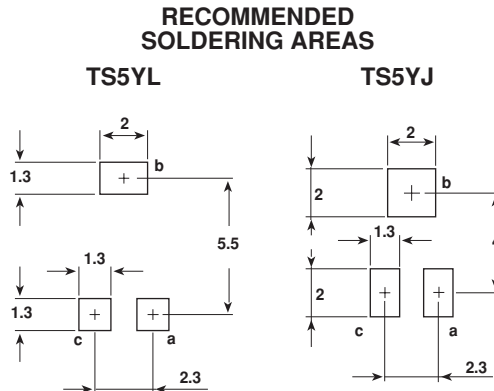 RECOMMENDED
SOLDERING AREAS
TS5YL
TS5YJ
2
b
1.3
5.5
1.3
1.3
c
a
2.3
2
b
2
1.3
2
c
a
2.3